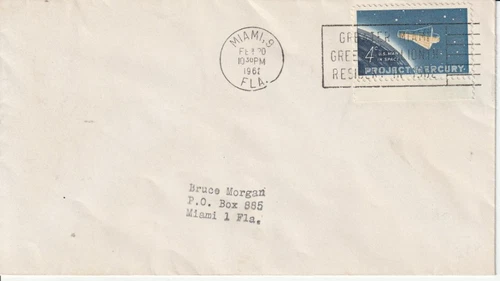 MIAMI, 9
FEB 20
10 30 PM
1962
FLA.
4¢
U.S. MAN
IN SPACE
PROJECT MERCURY
Bruce Morgan
P.O. Box 885
Miami 1 Fla.